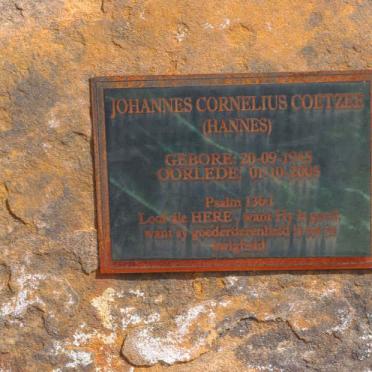 JOHANNES CORNELIUS COETZEE
(HANNES)
GEBORE: 20-09-1945
OORLEDE: 01-10-2005
Psalm 136:1
Loof die HERE, want Hy is goed,
want sy goedertierenheid is tot in
ewigheid